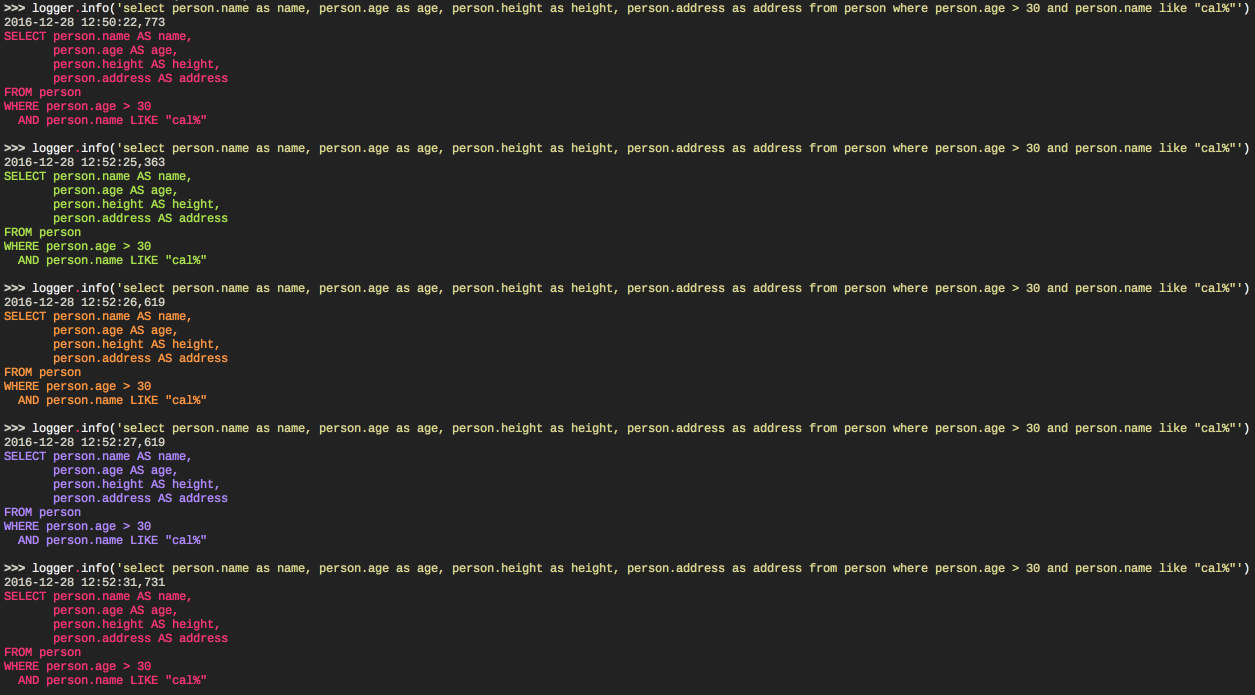 >>> logger.info('select person.name as name, person.age as age, person.height as height, person.address as address from person where person.age > 30 and person.name like "cal%"')
2016-12-28 12:50:22,773
SELECT person.name AS name,
       person.age AS age,
       person.height AS height,
       person.address AS address
FROM person
WHERE person.age > 30
  AND person.name LIKE "cal%"

>>> logger.info('select person.name as name, person.age as age, person.height as height, person.address as address from person where person.age > 30 and person.name like "cal%"')
2016-12-28 12:52:25,363
SELECT person.name AS name,
       person.age AS age,
       person.height AS height,
       person.address AS address
FROM person
WHERE person.age > 30
  AND person.name LIKE "cal%"

>>> logger.info('select person.name as name, person.age as age, person.height as height, person.address as address from person where person.age > 30 and person.name like "cal%"')
2016-12-28 12:52:26,619
SELECT person.name AS name,
       person.age AS age,
       person.height AS height,
       person.address AS address
FROM person
WHERE person.age > 30
  AND person.name LIKE "cal%"

>>> logger.info('select person.name as name, person.age as age, person.height as height, person.address as address from person where person.age > 30 and person.name like "cal%"')
2016-12-28 12:52:27,619
SELECT person.name AS name,
       person.age AS age,
       person.height AS height,
       person.address AS address
FROM person
WHERE person.age > 30
  AND person.name LIKE "cal%"

>>> logger.info('select person.name as name, person.age as age, person.height as height, person.address as address from person where person.age > 30 and person.name like "cal%"')
2016-12-28 12:52:31,731
SELECT person.name AS name,
       person.age AS age,
       person.height AS height,
       person.address AS address
FROM person
WHERE person.age > 30
  AND person.name LIKE "cal%"